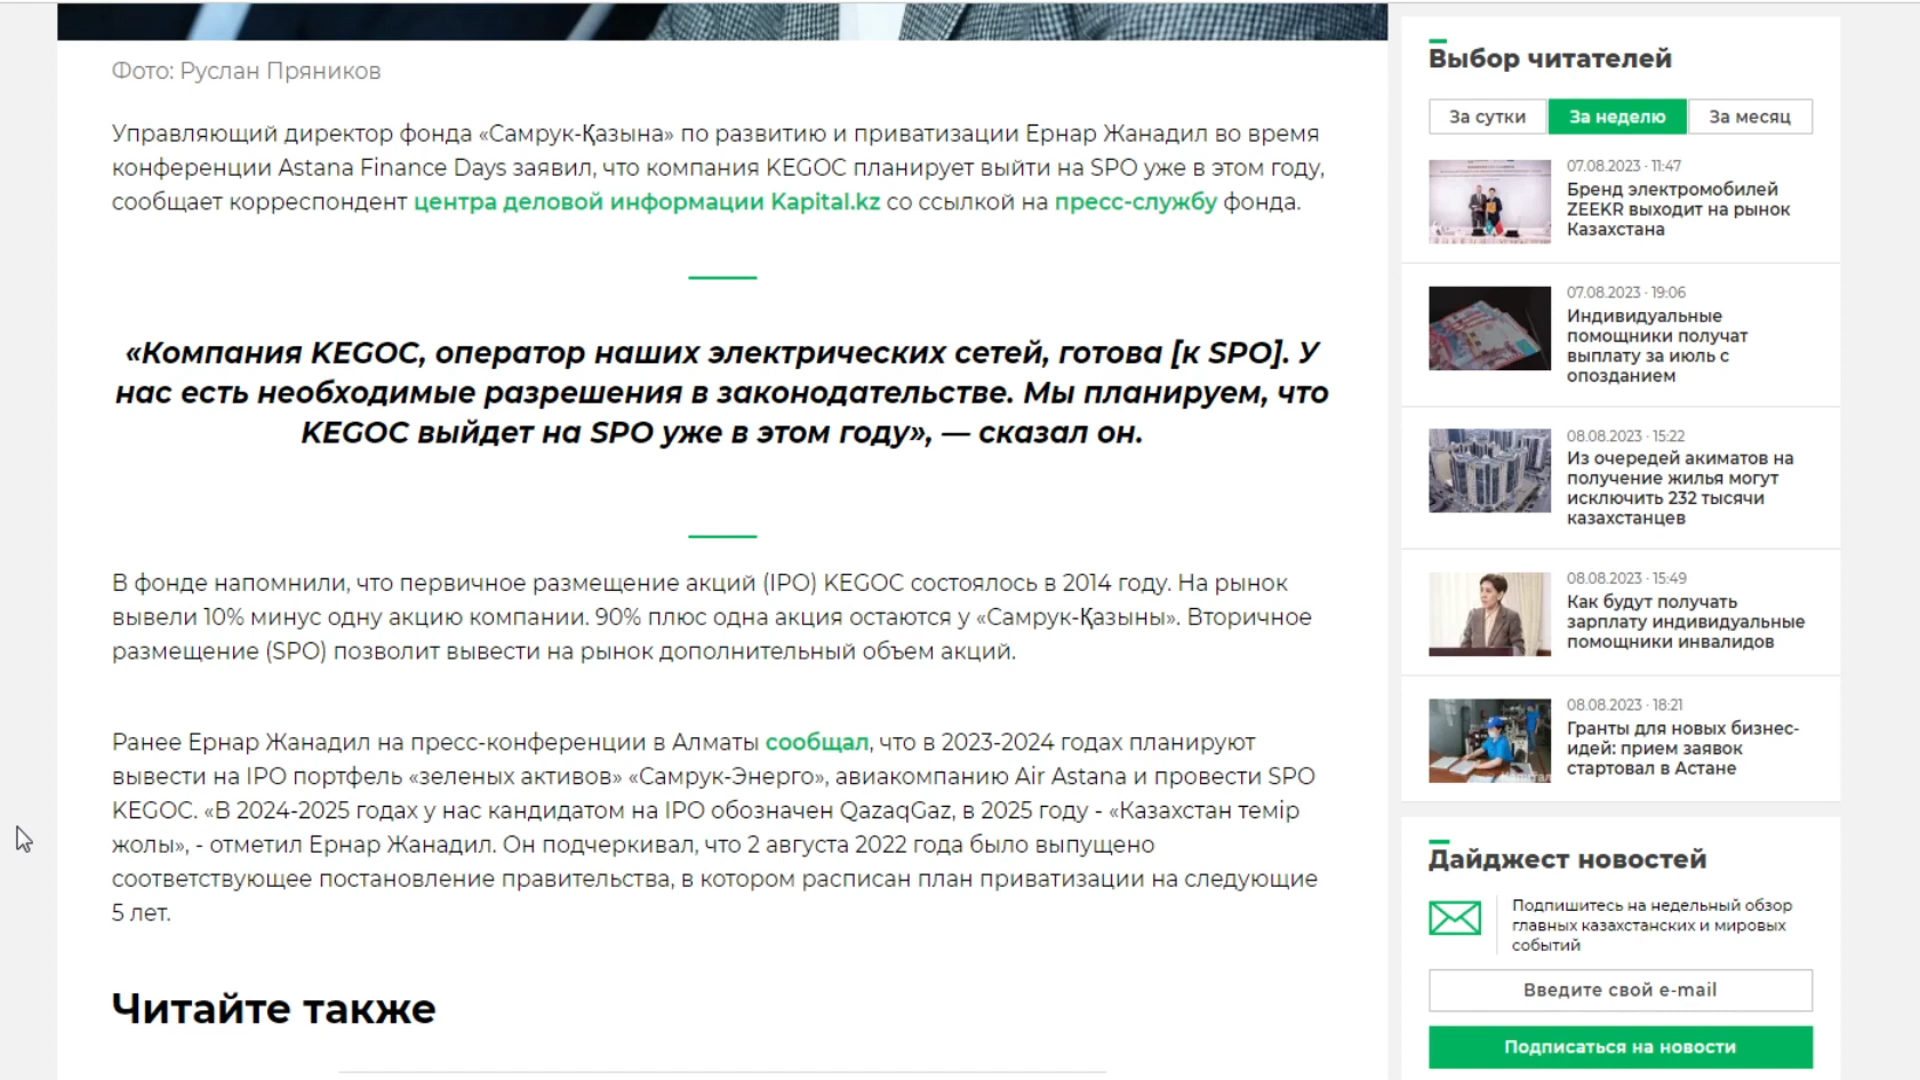 Фото: Руслан Пряников
Управляющий директор фонда «Самрук-Қазына» по развитию и приватизации Ернар Жанадил во время
конференции Astana Finance Days заявил, что компания KEGOC планирует выйти на SPO уже в этом году,
сообщает корреспондент центра деловой информации Kapital.kz со ссылкой на пресс-службу фонда.
«Компания KEGOC, оператор наших электрических сетей, готова [к SPO]. У
нас есть необходимые разрешения в законодательстве. Мы планируем, что
KEGOC выйдет на SPO уже в этом году», — сказал он.
В фонде напомнили, что первичное размещение акций (IPO) KEGOC состоялось в 2014 году. На рынок
вывели 10% минус одну акцию компании. 90% плюс одна акция остаются у «Самрук-Қазыны». Вторичное
размещение (SPO) позволит вывести на рынок дополнительный объем акций.
Ранее Ернар Жанадил на пресс-конференции в Алматы сообщал, что в 2023-2024 годах планируют
вывести на IPO портфель «зеленых активов» «Самрук-Энерго», авиакомпанию Air Astana и провести SPO
KEGOC. «В 2024-2025 годах у нас кандидатом на IPO обозначен QazaqGaz, в 2025 году - «Казахстан темір
жолы», - отметил Ернар Жанадил. Он подчеркивал, что 2 августа 2022 года было выпущено
соответствующее постановление правительства, в котором расписан план приватизации на следующие
5 лет.
Читайте также
Выбор читателей
За сутки
За неделю
За месяц
07.08.2023 · 11:47
Бренд электромобилей
ZEEKR выходит на рынок
Казахстана
07.08.2023 · 19:06
Индивидуальные
помощники получат
выплату за июль с
опозданием
08.08.2023 · 15:22
Из очередей акиматов на
получение жилья могут
исключить 232 тысячи
казахстанцев
08.08.2023 · 15:49
Как будут получать
зарплату индивидуальные
помощники инвалидов
08.08.2023 · 18:21
Гранты для новых бизнес-
идей: прием заявок
стартовал в Астане
Дайджест новостей
Подпишитесь на недельный обзор
главных казахстанских и мировых
событий
Введите свой e-mail
Подписаться на новости